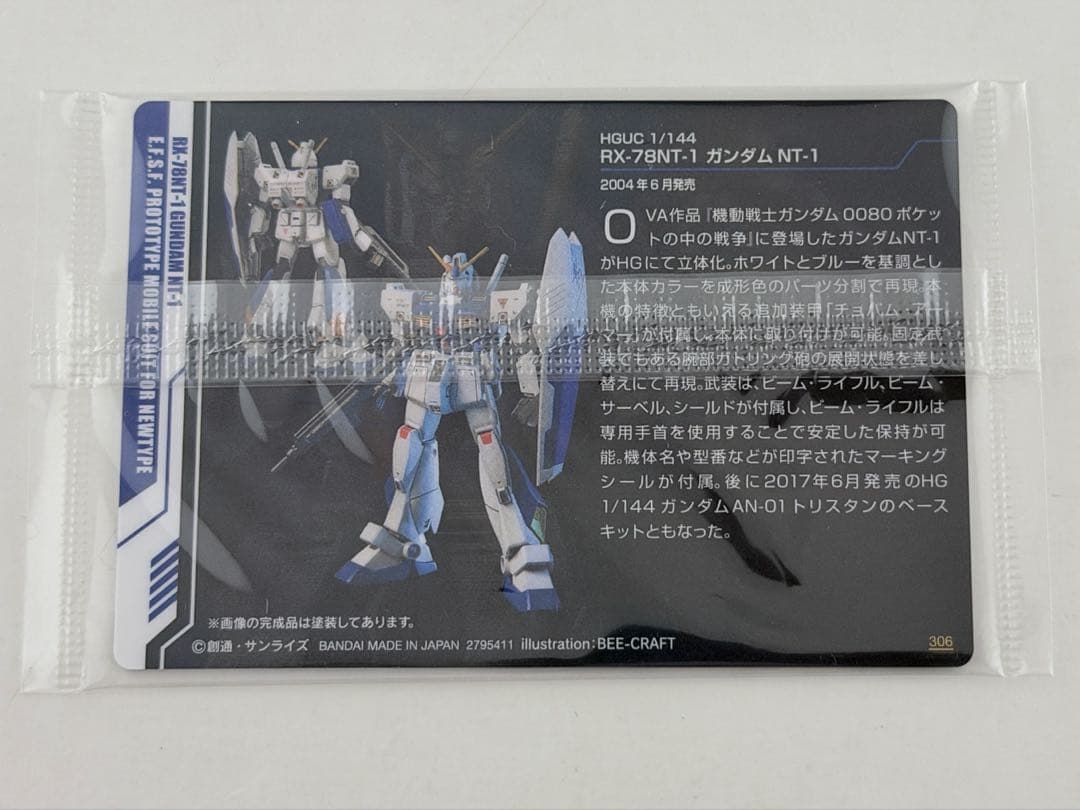 RX-78NT-1 GUNDAM NT-1
E.F.S.F. PROTOTYPE MOBILE SUIT FOR NEWTYPE
HGUC 1/144
RX-78NT-1 ガンダム NT-1
2004年6月発売
OVA作品『機動戦士ガンダム0080 ポケッ
トの中の戦争』に登場したガンダムNT-1
がHGにて立体化。ホワイトとブルーを基調とし
た本体カラーを成形色のパーツ分割で再現。本
機の特徴ともいえる追加装甲「チョバム・アー
マー」が付属し、本体に取り付けが可能。固定武
装でもある腕部ガトリング砲の展開状態を差し
替えにて再現。武装は、ビーム・ライフル、ビーム・
サーベル、シールドが付属し、ビーム・ライフルは
専用手首を使用することで安定した保持が可
能。機体名や型番などが印字されたマーキング
シールが付属。後に2017年6月発売のHG
1/144 ガンダムAN-01 トリスタンのベース
キットともなった。
※画像の完成品は塗装してあります。
©創通・サンライズ BANDAI MADE IN JAPAN 2795411 illustration:BEE-CRAFT
306